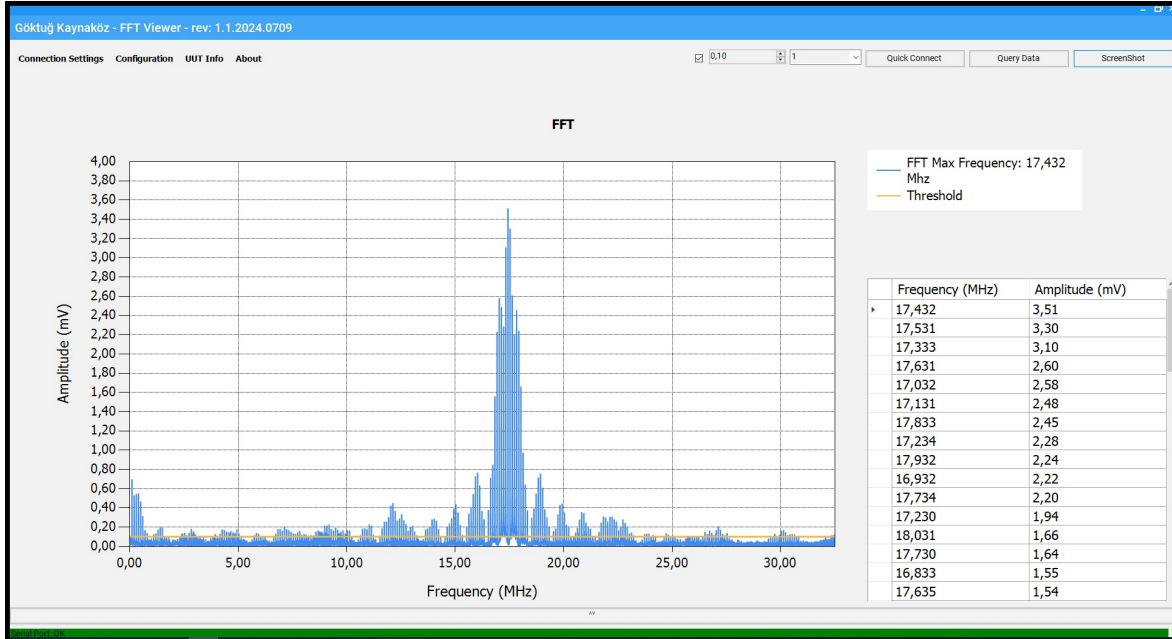 Göktuğ Kaynaköz - FFT Viewer - rev: 1.1.2024.0709
Connection Settings Configuration UUT Info About
0,10
1
Quick Connect
Query Data
ScreenShot
FFT
4,00
3,80
3,60
3,40
3,20
3,00
2,80
2,60
2,40
2,20
2,00
1,80
1,60
1,40
1,20
1,00
0,80
0,60
0,40
0,20
0,00
Amplitude (mV)
0,00 5,00 10,00 15,00 20,00 25,00 30,00
Frequency (MHz)
FFT Max Frequency: 17,432
Mhz
Threshold
Frequency (MHz) Amplitude (mV)
17,432 3,51
17,531 3,30
17,333 3,10
17,631 2,60
17,032 2,58
17,131 2,48
17,833 2,45
17,234 2,28
17,932 2,24
16,932 2,22
17,734 2,20
17,230 1,94
18,031 1,66
17,730 1,64
16,833 1,55
17,635 1,54
Serial Port: OK